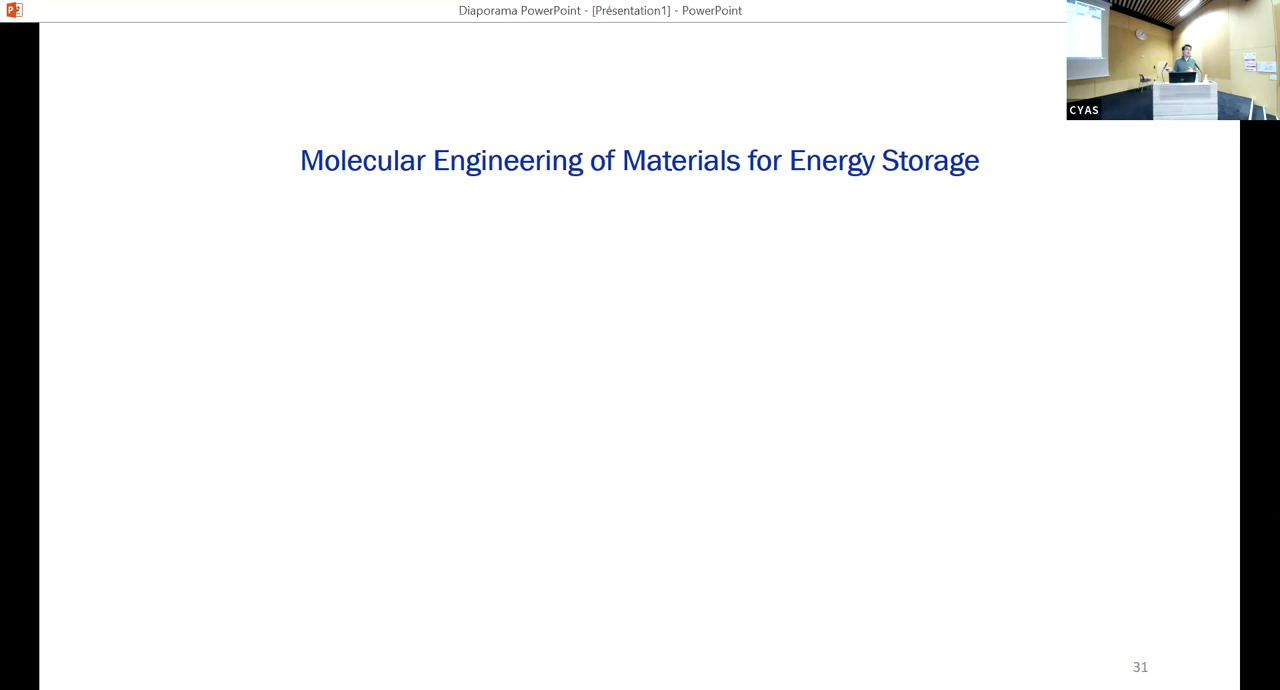 Diaporama PowerPoint - [Présentation1] - PowerPoint
CYAS
Molecular Engineering of Materials for Energy Storage
31